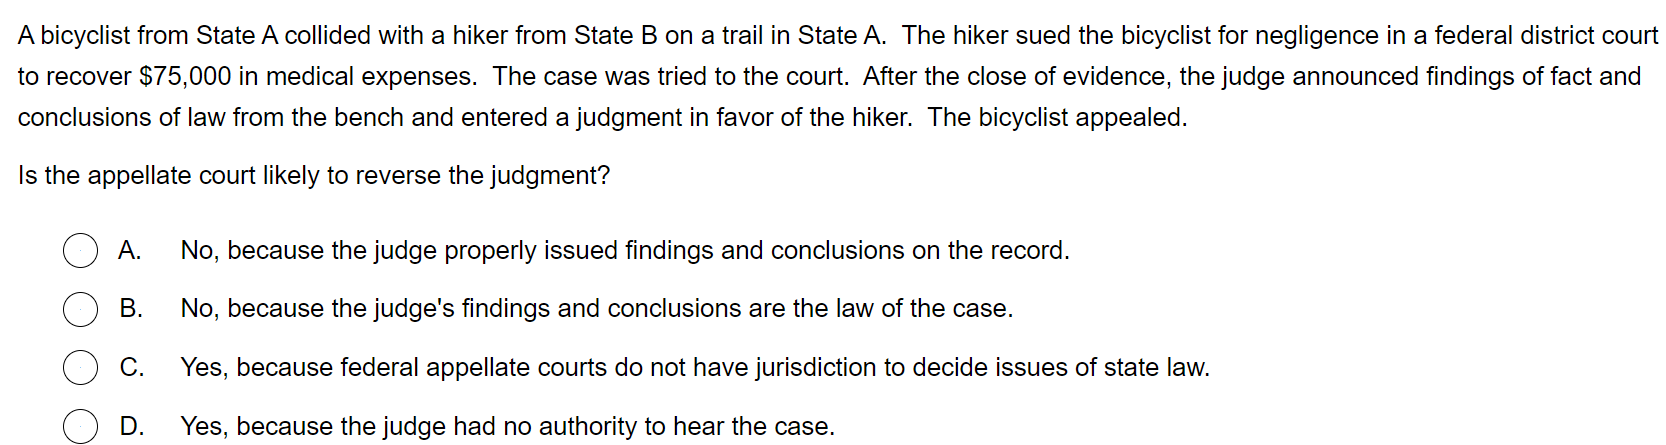 A bicyclist from State A collided with a hiker from State B on a trail in State A.  The hiker sued the bicyclist for negligence in a federal district court
to recover $75,000 in medical expenses.  The case was tried to the court.  After the close of evidence, the judge announced findings of fact and
conclusions of law from the bench and entered a judgment in favor of the hiker.  The bicyclist appealed.
Is the appellate court likely to reverse the judgment?
A. No, because the judge properly issued findings and conclusions on the record.
B. No, because the judge's findings and conclusions are the law of the case.
C. Yes, because federal appellate courts do not have jurisdiction to decide issues of state law.
D. Yes, because the judge had no authority to hear the case.